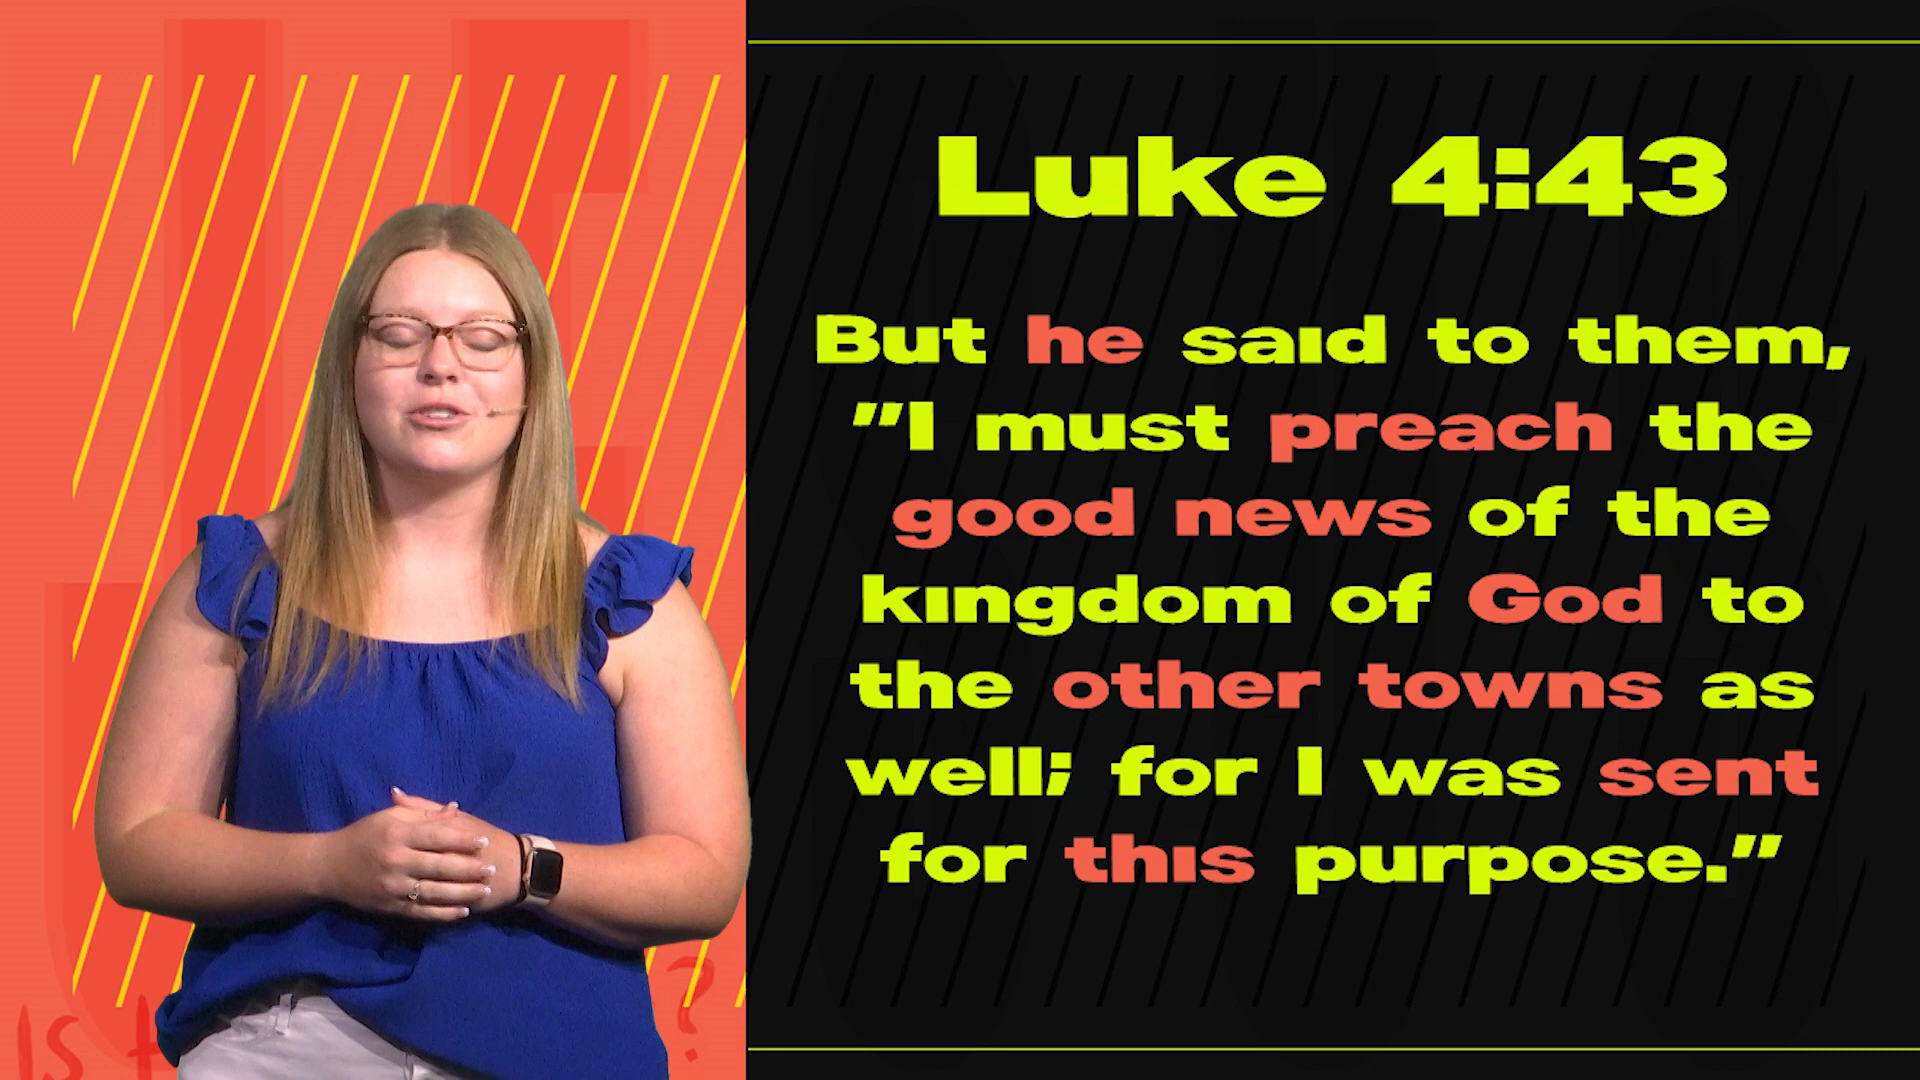 Luke 4:43
But he said to them,
"I must preach the
good news of the
kingdom of God to
the other towns as
well; for I was sent
for this purpose."
Is
?